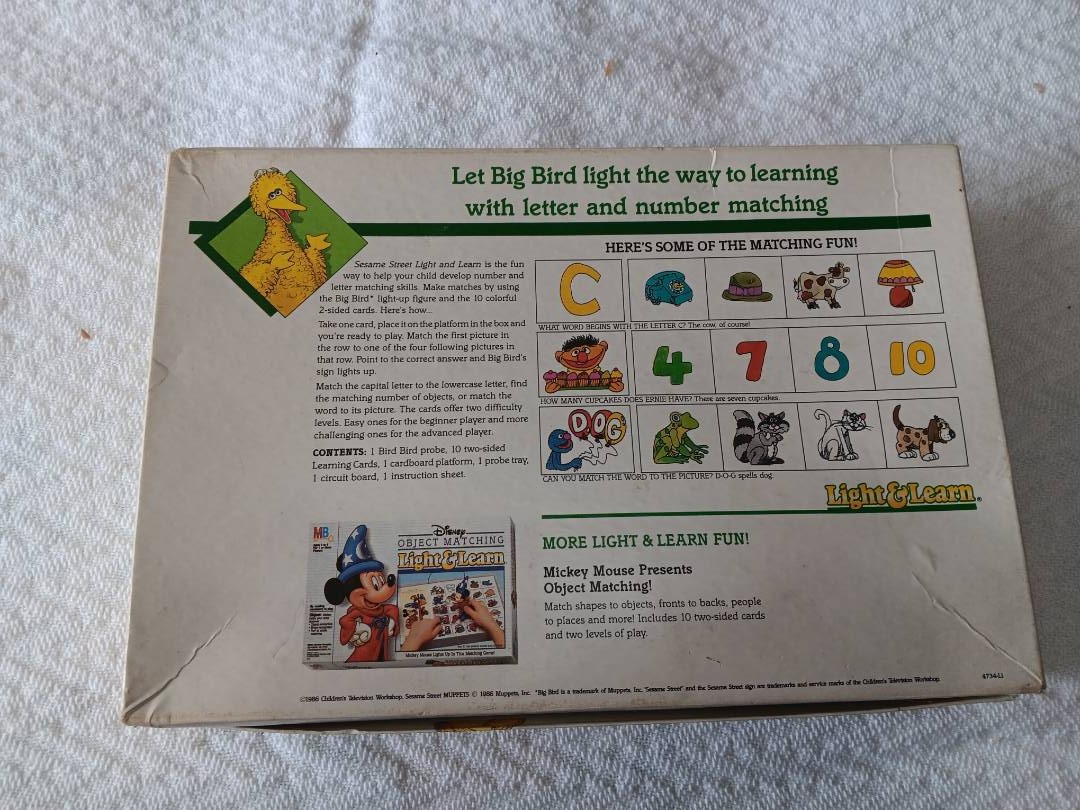 Let Big Bird light the way to learning
with letter and number matching
Sesame Street Light and Learn is the fun
way to help your child develop number and
letter matching skills. Make matches by using
the Big Bird* light-up figure and the 10 colorful
2-sided cards. Here's how...
Take one card, place it on the platform in the box and
you're ready to play. Match the first picture in
the row to one of the four following pictures in
that row. Point to the correct answer and Big Bird's
sign lights up.
Match the capital letter to the lowercase letter, find
the matching number of objects, or match the
word to its picture. The cards offer two difficulty
levels. Easy ones for the beginner player and more
challenging ones for the advanced player.
CONTENTS: 1 Bird Bird probe, 10 two-sided
Learning Cards, 1 cardboard platform, 1 probe tray,
1 circuit board, 1 instruction sheet.
HERE'S SOME OF THE MATCHING FUN!
C
WHAT WORD BEGINS WITH THE LETTER C? The cow, of course!
4 7 8 10
HOW MANY CUPCAKES DOES ERNIE HAVE? There are seven cupcakes.
DOG
CAN YOU MATCH THE WORD TO THE PICTURE? D-O-G spells dog.
Light & Learn®
MB
Disney
OBJECT MATCHING
Light & Learn
Mickey Mouse Lights Up In This Matching Game!
MORE LIGHT & LEARN FUN!
Mickey Mouse Presents
Object Matching!
Match shapes to objects, fronts to backs, people
to places and more! Includes 10 two-sided cards
and two levels of play.
©1986 Children's Television Workshop. Sesame Street MUPPETS © 1986 Muppets, Inc. *Big Bird is a trademark of Muppets, Inc. "Sesame Street" and the Sesame Street sign are trademarks and service marks of the Children's Television Workshop.
4734-L1